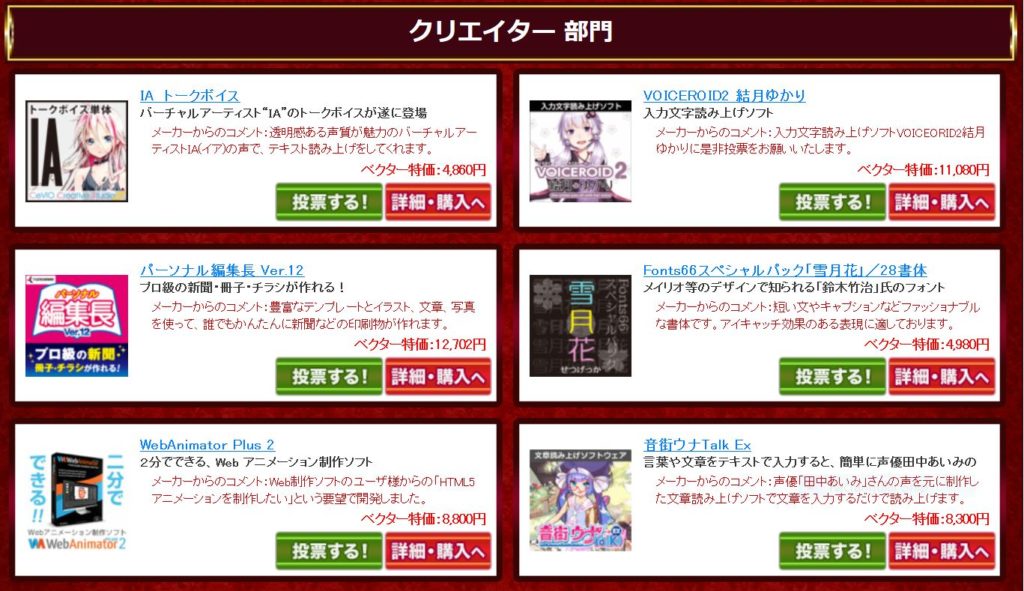 クリエイター 部門
トークボイス単体
IA
CeVIO Creative Studio
IA トークボイス
バーチャルアーティスト“IA”のトークボイスが遂に登場
メーカーからのコメント：透明感ある声質が魅力のバーチャルアー
ティストIA(イア)の声で、テキスト読み上げをしてくれます。
ベクター特価：4,860円
投票する！ 詳細・購入へ
入力文字読み上げソフト
VOICEROID2
結月ゆかり
VOICEROID2 結月ゆかり
入力文字読み上げソフト
メーカーからのコメント：入力文字読み上げソフトVOICEORID2結月
ゆかりに是非投票をお願いいたします。
ベクター特価：11,080円
投票する！ 詳細・購入へ
パーソナル
編集長
Ver.12
プロ級の新聞
冊子・チラシが作れる！
パーソナル編集長 Ver.12
プロ級の新聞・冊子・チラシが作れる！
メーカーからのコメント：豊富なテンプレートとイラスト、文章、写真
を使って、誰でもかんたんに新聞などの印刷物が作れます。
ベクター特価：12,702円
投票する！ 詳細・購入へ
雪月花
せつげっか
Fonts66
スペシャルパック
Fonts66スペシャルパック「雪月花」／28書体
メイリオ等のデザインで知られる「鈴木竹治」氏のフォント
メーカーからのコメント：短い文やキャプションなどファッショナブル
な書体です。アイキャッチ効果のある表現に適しております。
ベクター特価：4,980円
投票する！ 詳細・購入へ
二分で
できる!!
Webアニメーション制作ソフト
WebAnimator2
WebAnimator Plus 2
2分でできる、Web アニメーション制作ソフト
メーカーからのコメント：Web制作ソフトのユーザ様からの「HTML5
アニメーションを制作したい」という要望で開発しました。
ベクター特価：8,800円
投票する！ 詳細・購入へ
文章読み上げソフトウェア
音街ウナ
Talk Ex
音街ウナTalk Ex
言葉や文章をテキストで入力すると、簡単に声優田中あいみの
メーカーからのコメント：声優「田中あいみ」さんの声を元に制作し
た文章読み上げソフトで文章を入力するだけで読み上げます。
ベクター特価：8,300円
投票する！ 詳細・購入へ